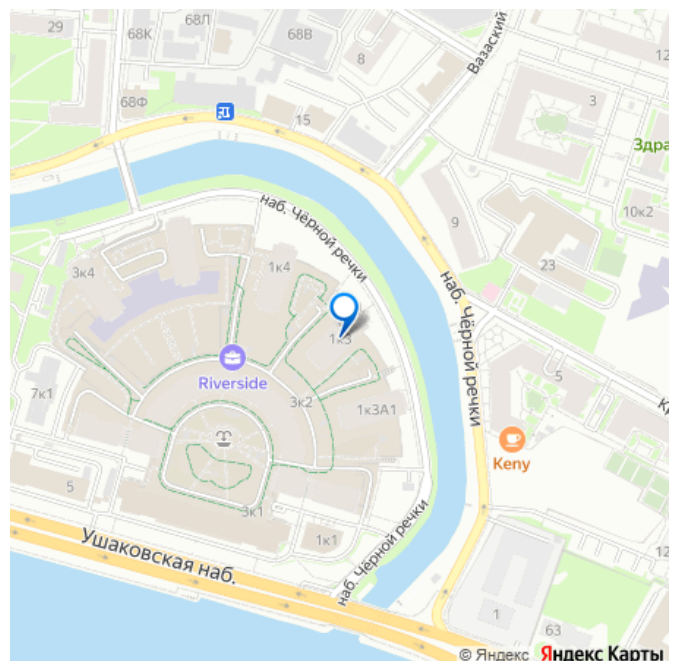 29
68К
68Л
68В
8
Вазаский
12
68Ф
15
3
Здра
наб. Чёрной речки
9
10к2
3к4
1к4
наб. Чёрной речки
23
1к3
Riverside
7к1
3к2
1к3А1
5
Keny
5
3к1
1к1
Ушаковская наб.
наб. Чёрной речки
12
1
63
© Яндекс Яндекс Карты